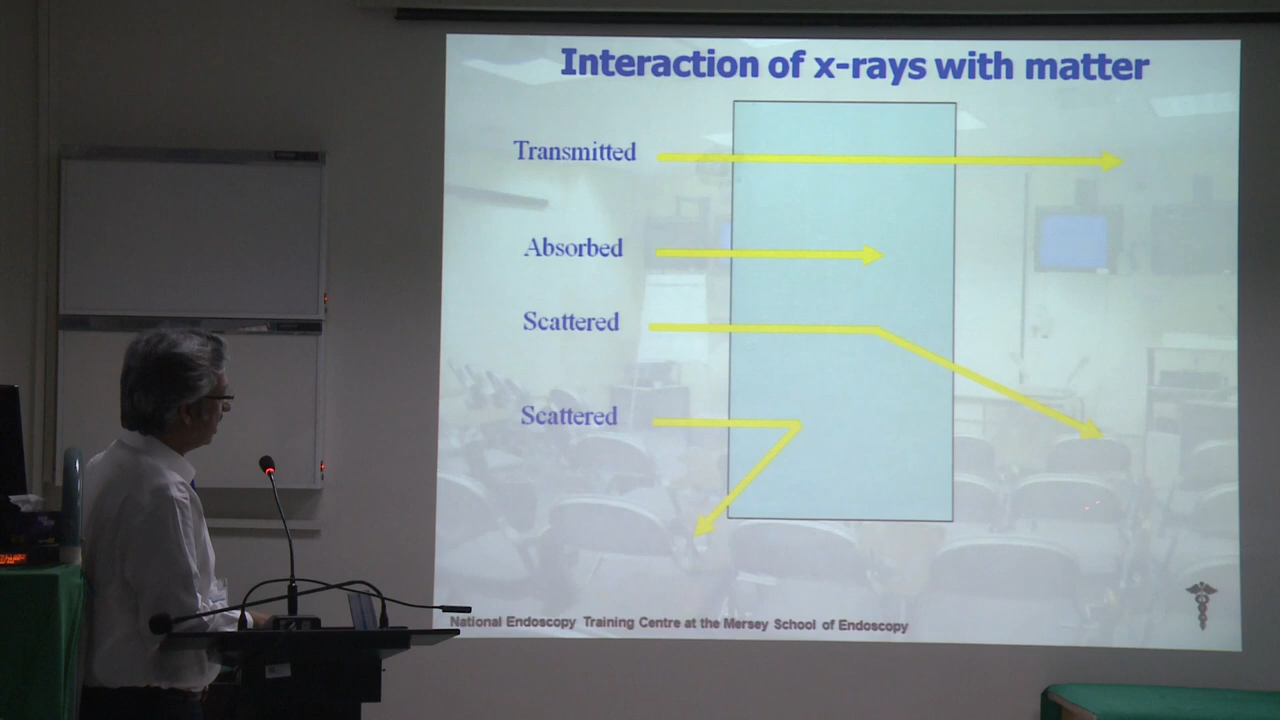 Interaction of x-rays with matter
Transmitted
Absorbed
Scattered
Scattered
National Endoscopy Training Centre at the Mersey School of Endoscopy